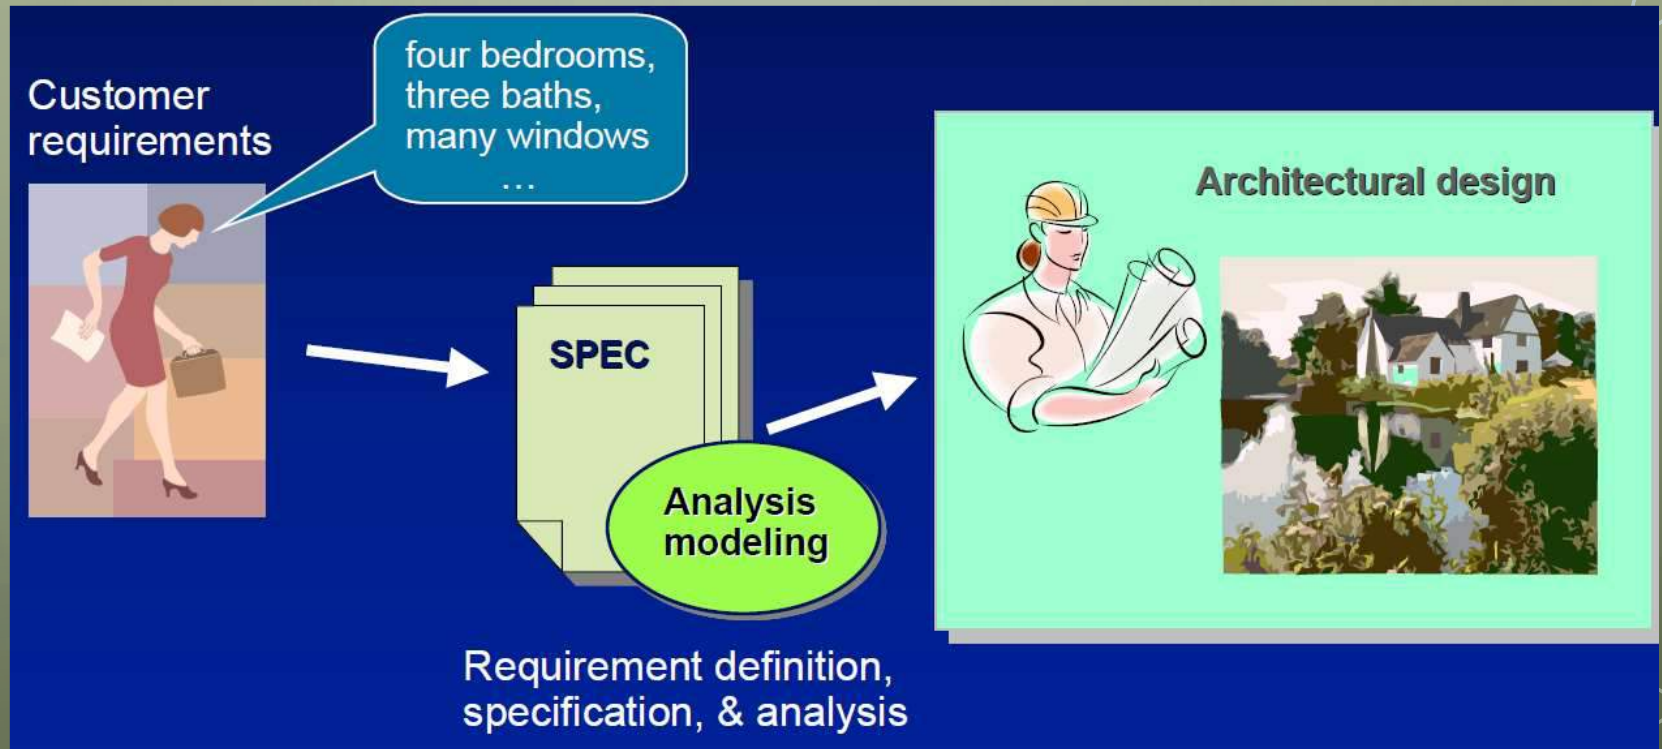 Customer
requirements
four bedrooms,
three baths,
many windows
...
SPEC
Analysis
modeling
Requirement definition,
specification, & analysis
Architectural design